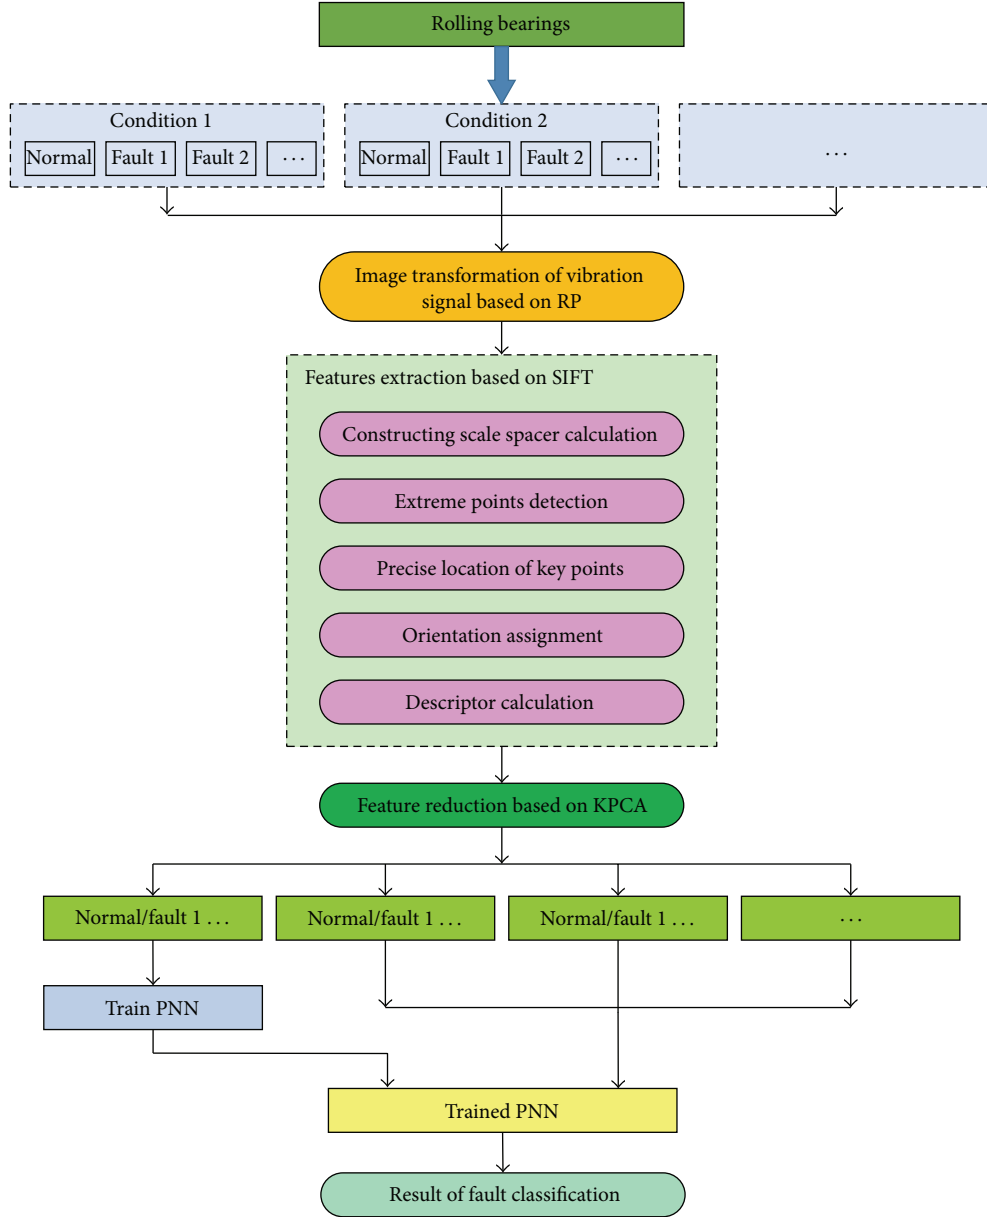 Rolling bearings
Condition 1
Normal Fault 1 Fault 2 ...
Condition 2
Normal Fault 1 Fault 2 ...
...
Image transformation of vibration
signal based on RP
Features extraction based on SIFT
Constructing scale spacer calculation
Extreme points detection
Precise location of key points
Orientation assignment
Descriptor calculation
Feature reduction based on KPCA
Normal/fault 1 ...
Normal/fault 1 ...
Normal/fault 1 ...
...
Train PNN
Trained PNN
Result of fault classification